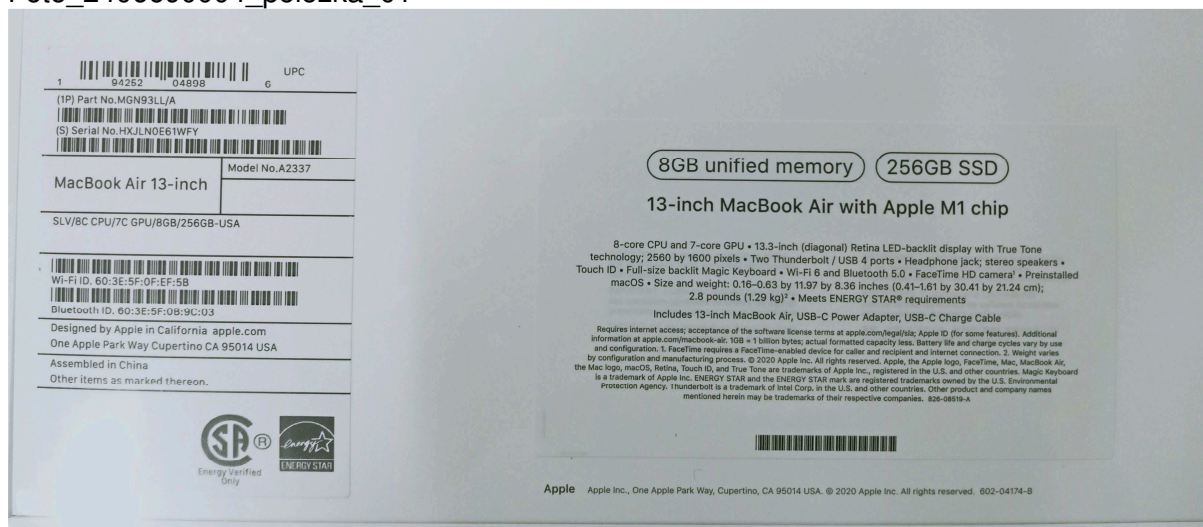 1 94252 04898 6 UPC
(1P) Part No.MGN93LL/A
(S) Serial No.HXJLN0E61WFY
MacBook Air 13-inch
Model No.A2337
SLV/8C CPU/7C GPU/8GB/256GB-USA
Wi-Fi ID. 60:3E:5F:0F:EF:5B
Bluetooth ID. 60:3E:5F:0B:9C:03
Designed by Apple in California apple.com
One Apple Park Way Cupertino CA 95014 USA
Assembled in China
Other items as marked thereon.
SA ®
Energy Verified
Only
energy
ENERGY STAR
8GB unified memory 256GB SSD
13-inch MacBook Air with Apple M1 chip
8-core CPU and 7-core GPU • 13.3-inch (diagonal) Retina LED-backlit display with True Tone
technology; 2560 by 1600 pixels • Two Thunderbolt / USB 4 ports • Headphone jack; stereo speakers •
Touch ID • Full-size backlit Magic Keyboard • Wi-Fi 6 and Bluetooth 5.0 • FaceTime HD camera¹ • Preinstalled
macOS • Size and weight: 0.16–0.63 by 11.97 by 8.36 inches (0.41–1.61 by 30.41 by 21.24 cm);
2.8 pounds (1.29 kg)² • Meets ENERGY STAR® requirements
Includes 13-inch MacBook Air, USB-C Power Adapter, USB-C Charge Cable
Requires internet access; acceptance of the software license terms at apple.com/legal/sla; Apple ID (for some features). Additional
information at apple.com/macbook-air. 1GB = 1 billion bytes; actual formatted capacity less. Battery life and charge cycles vary by use
and configuration. 1. FaceTime requires a FaceTime-enabled device for caller and recipient and internet connection. 2. Weight varies
by configuration and manufacturing process. © 2020 Apple Inc. All rights reserved. Apple, the Apple logo, FaceTime, Mac, MacBook Air,
the Mac logo, macOS, Retina, Touch ID, and True Tone are trademarks of Apple Inc., registered in the U.S. and other countries. Magic Keyboard
is a trademark of Apple Inc. ENERGY STAR and the ENERGY STAR mark are registered trademarks owned by the U.S. Environmental
Protection Agency. Thunderbolt is a trademark of Intel Corp. in the U.S. and other countries. Other product and company names
mentioned herein may be trademarks of their respective companies. 826-08519-A
Apple Apple Inc., One Apple Park Way, Cupertino, CA 95014 USA. © 2020 Apple Inc. All rights reserved. 602-04174-B